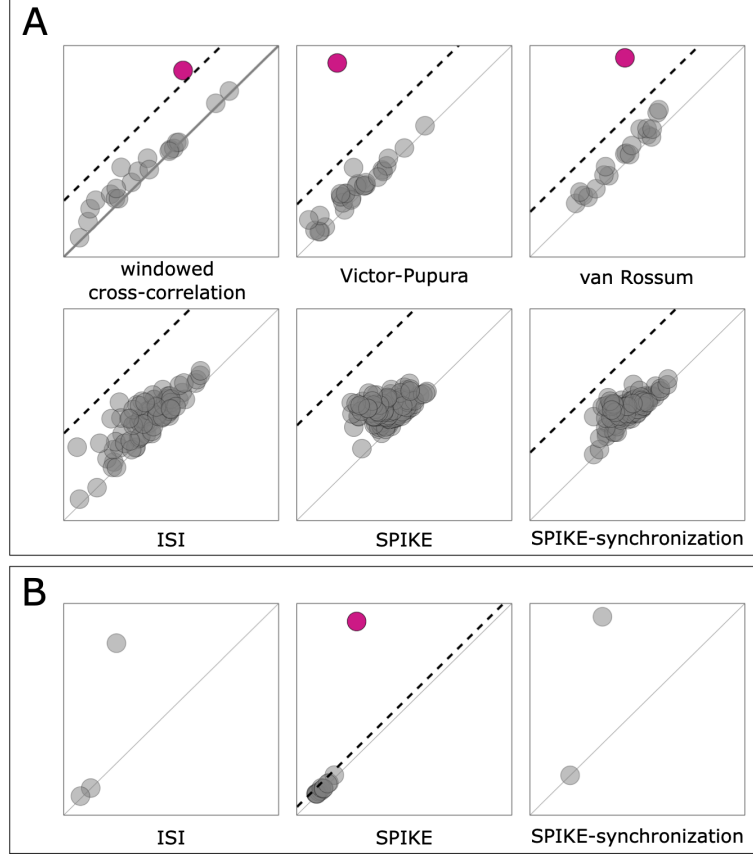 A
windowed
cross-correlation
Victor-Pupura
van Rossum
ISI
SPIKE
SPIKE-synchronization
B
ISI
SPIKE
SPIKE-synchronization